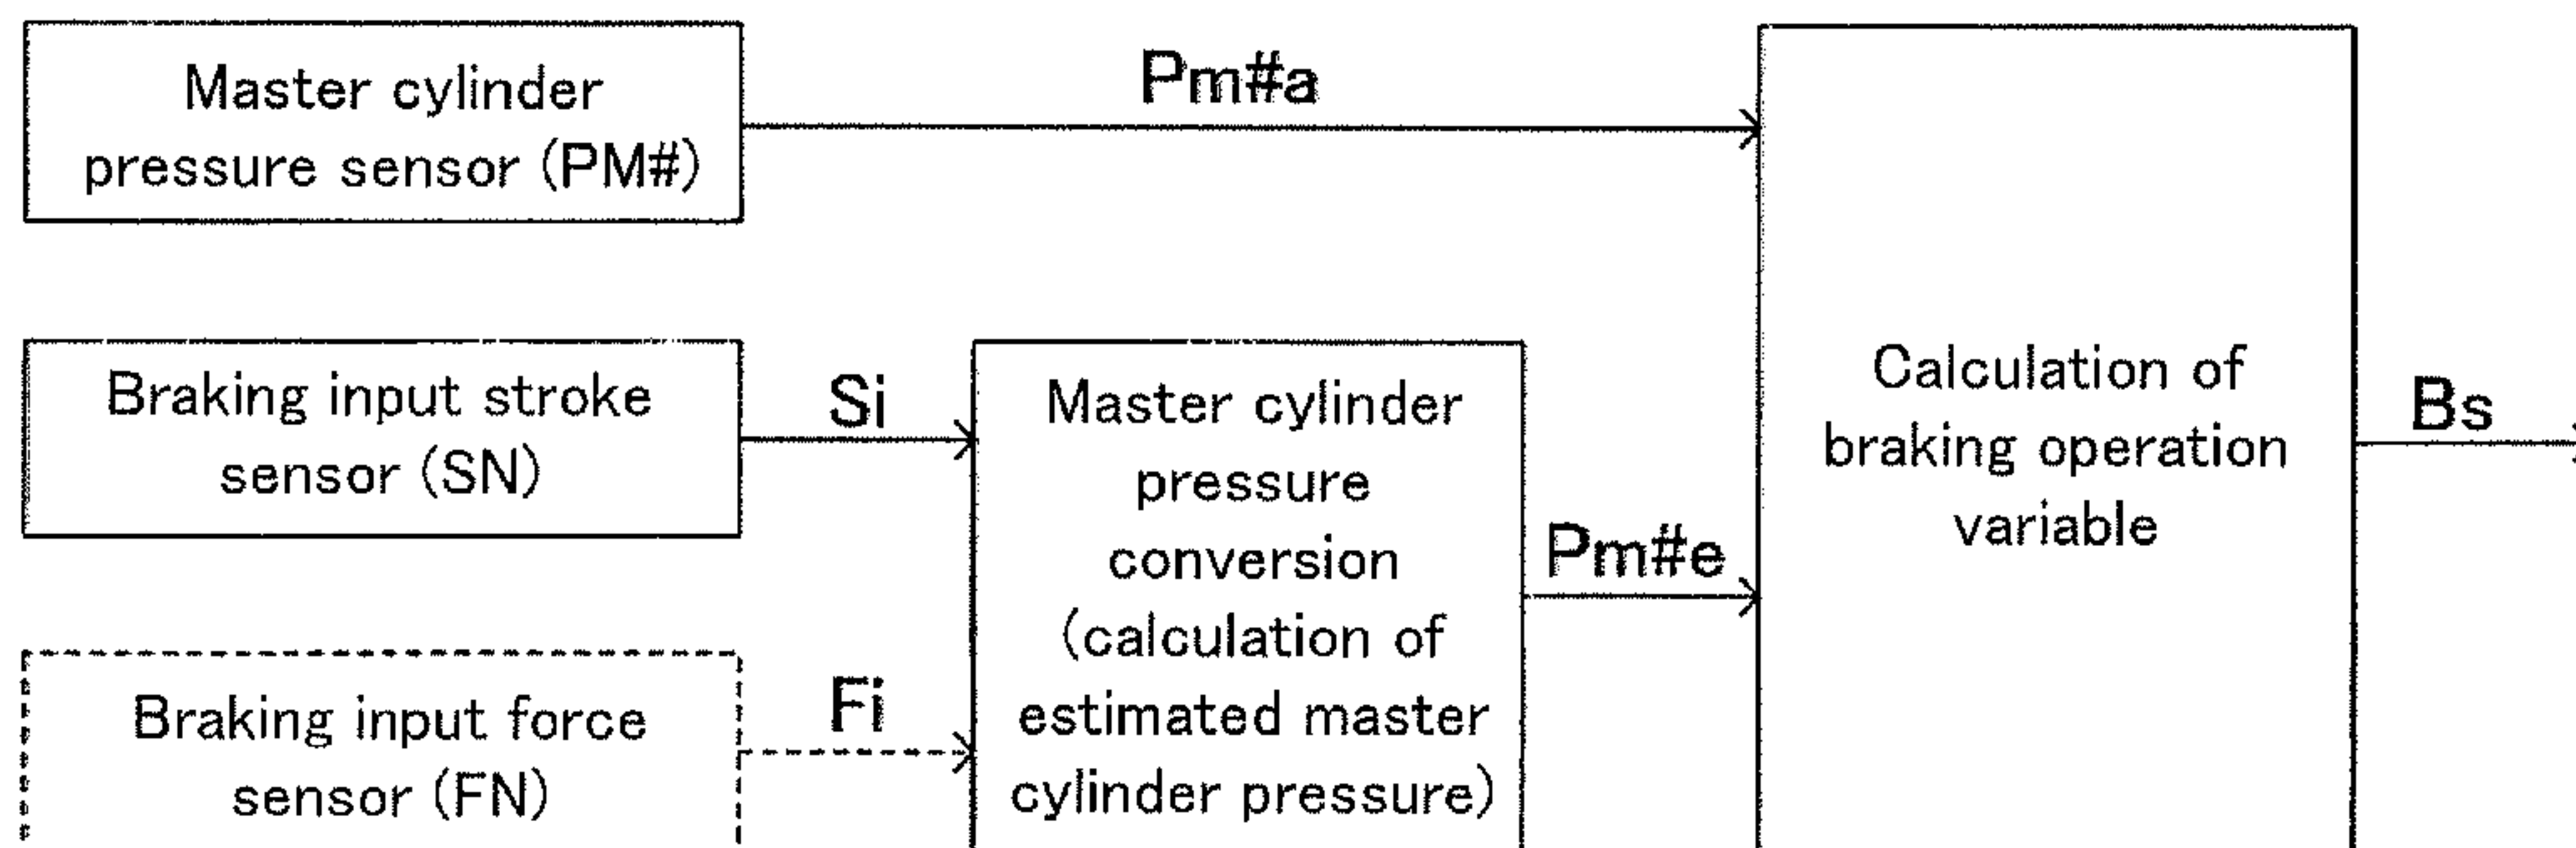 Master cylinder
pressure sensor (PM#)
Pm#a
Braking input stroke
sensor (SN)
Si
Braking input force
sensor (FN)
Fi
Master cylinder
pressure
conversion
(calculation of
estimated master
cylinder pressure)
Pm#e
Calculation of
braking operation
variable
Bs